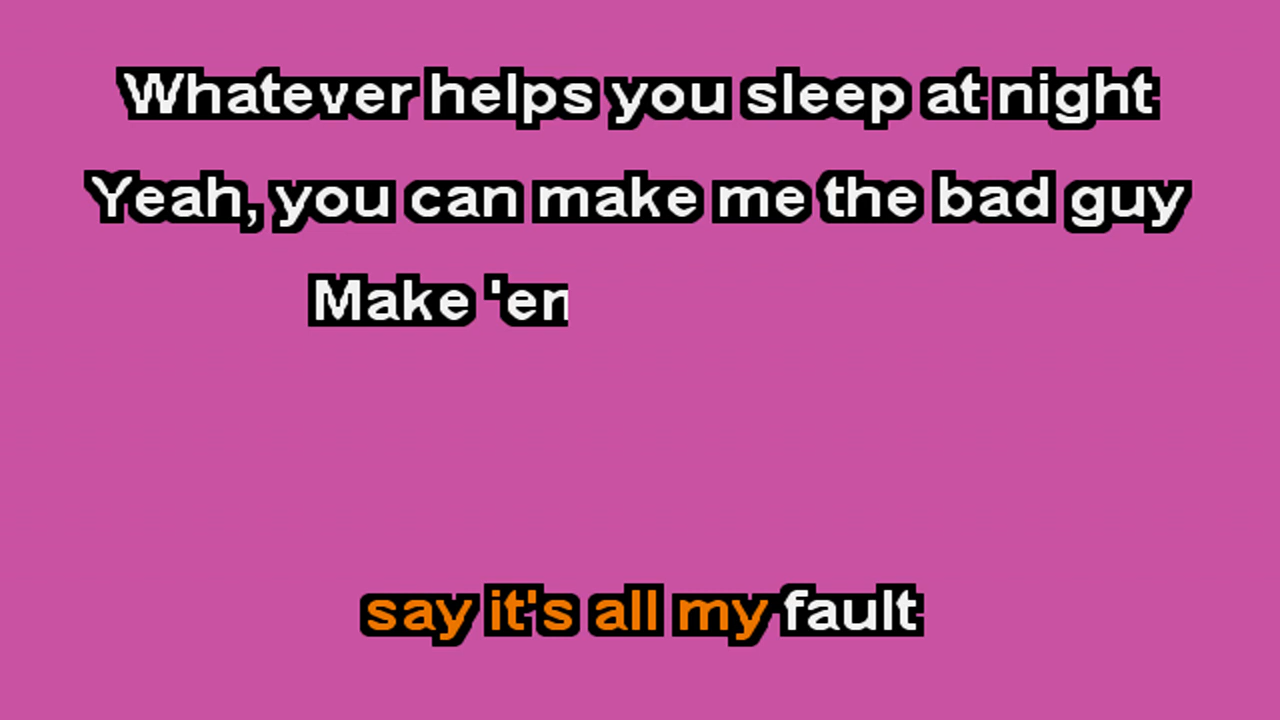 Whatever helps you sleep at night
Yeah, you can make me the bad guy
Make
say it's all my fault